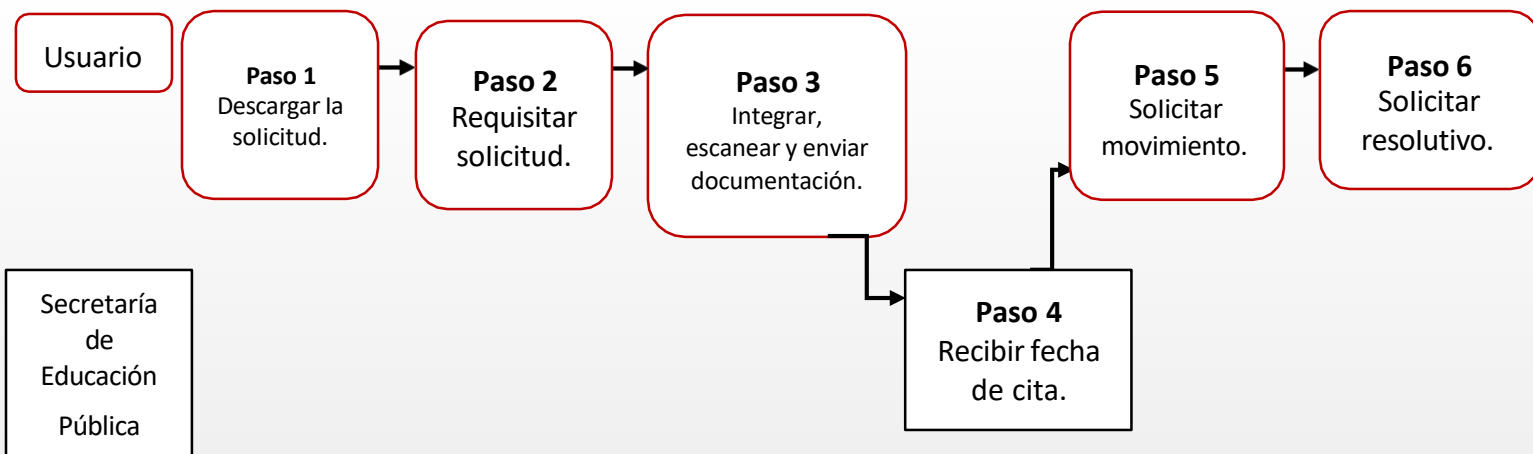 Usuario
Paso 1
Descargar la
solicitud.
Paso 2
Requisitar
solicitud.
Paso 3
Integrar,
escanear y enviar
documentación.
Paso 5
Solicitar
movimiento.
Paso 6
Solicitar
resolutivo.
Secretaría
de
Educación
Pública
Paso 4
Recibir fecha
de cita.